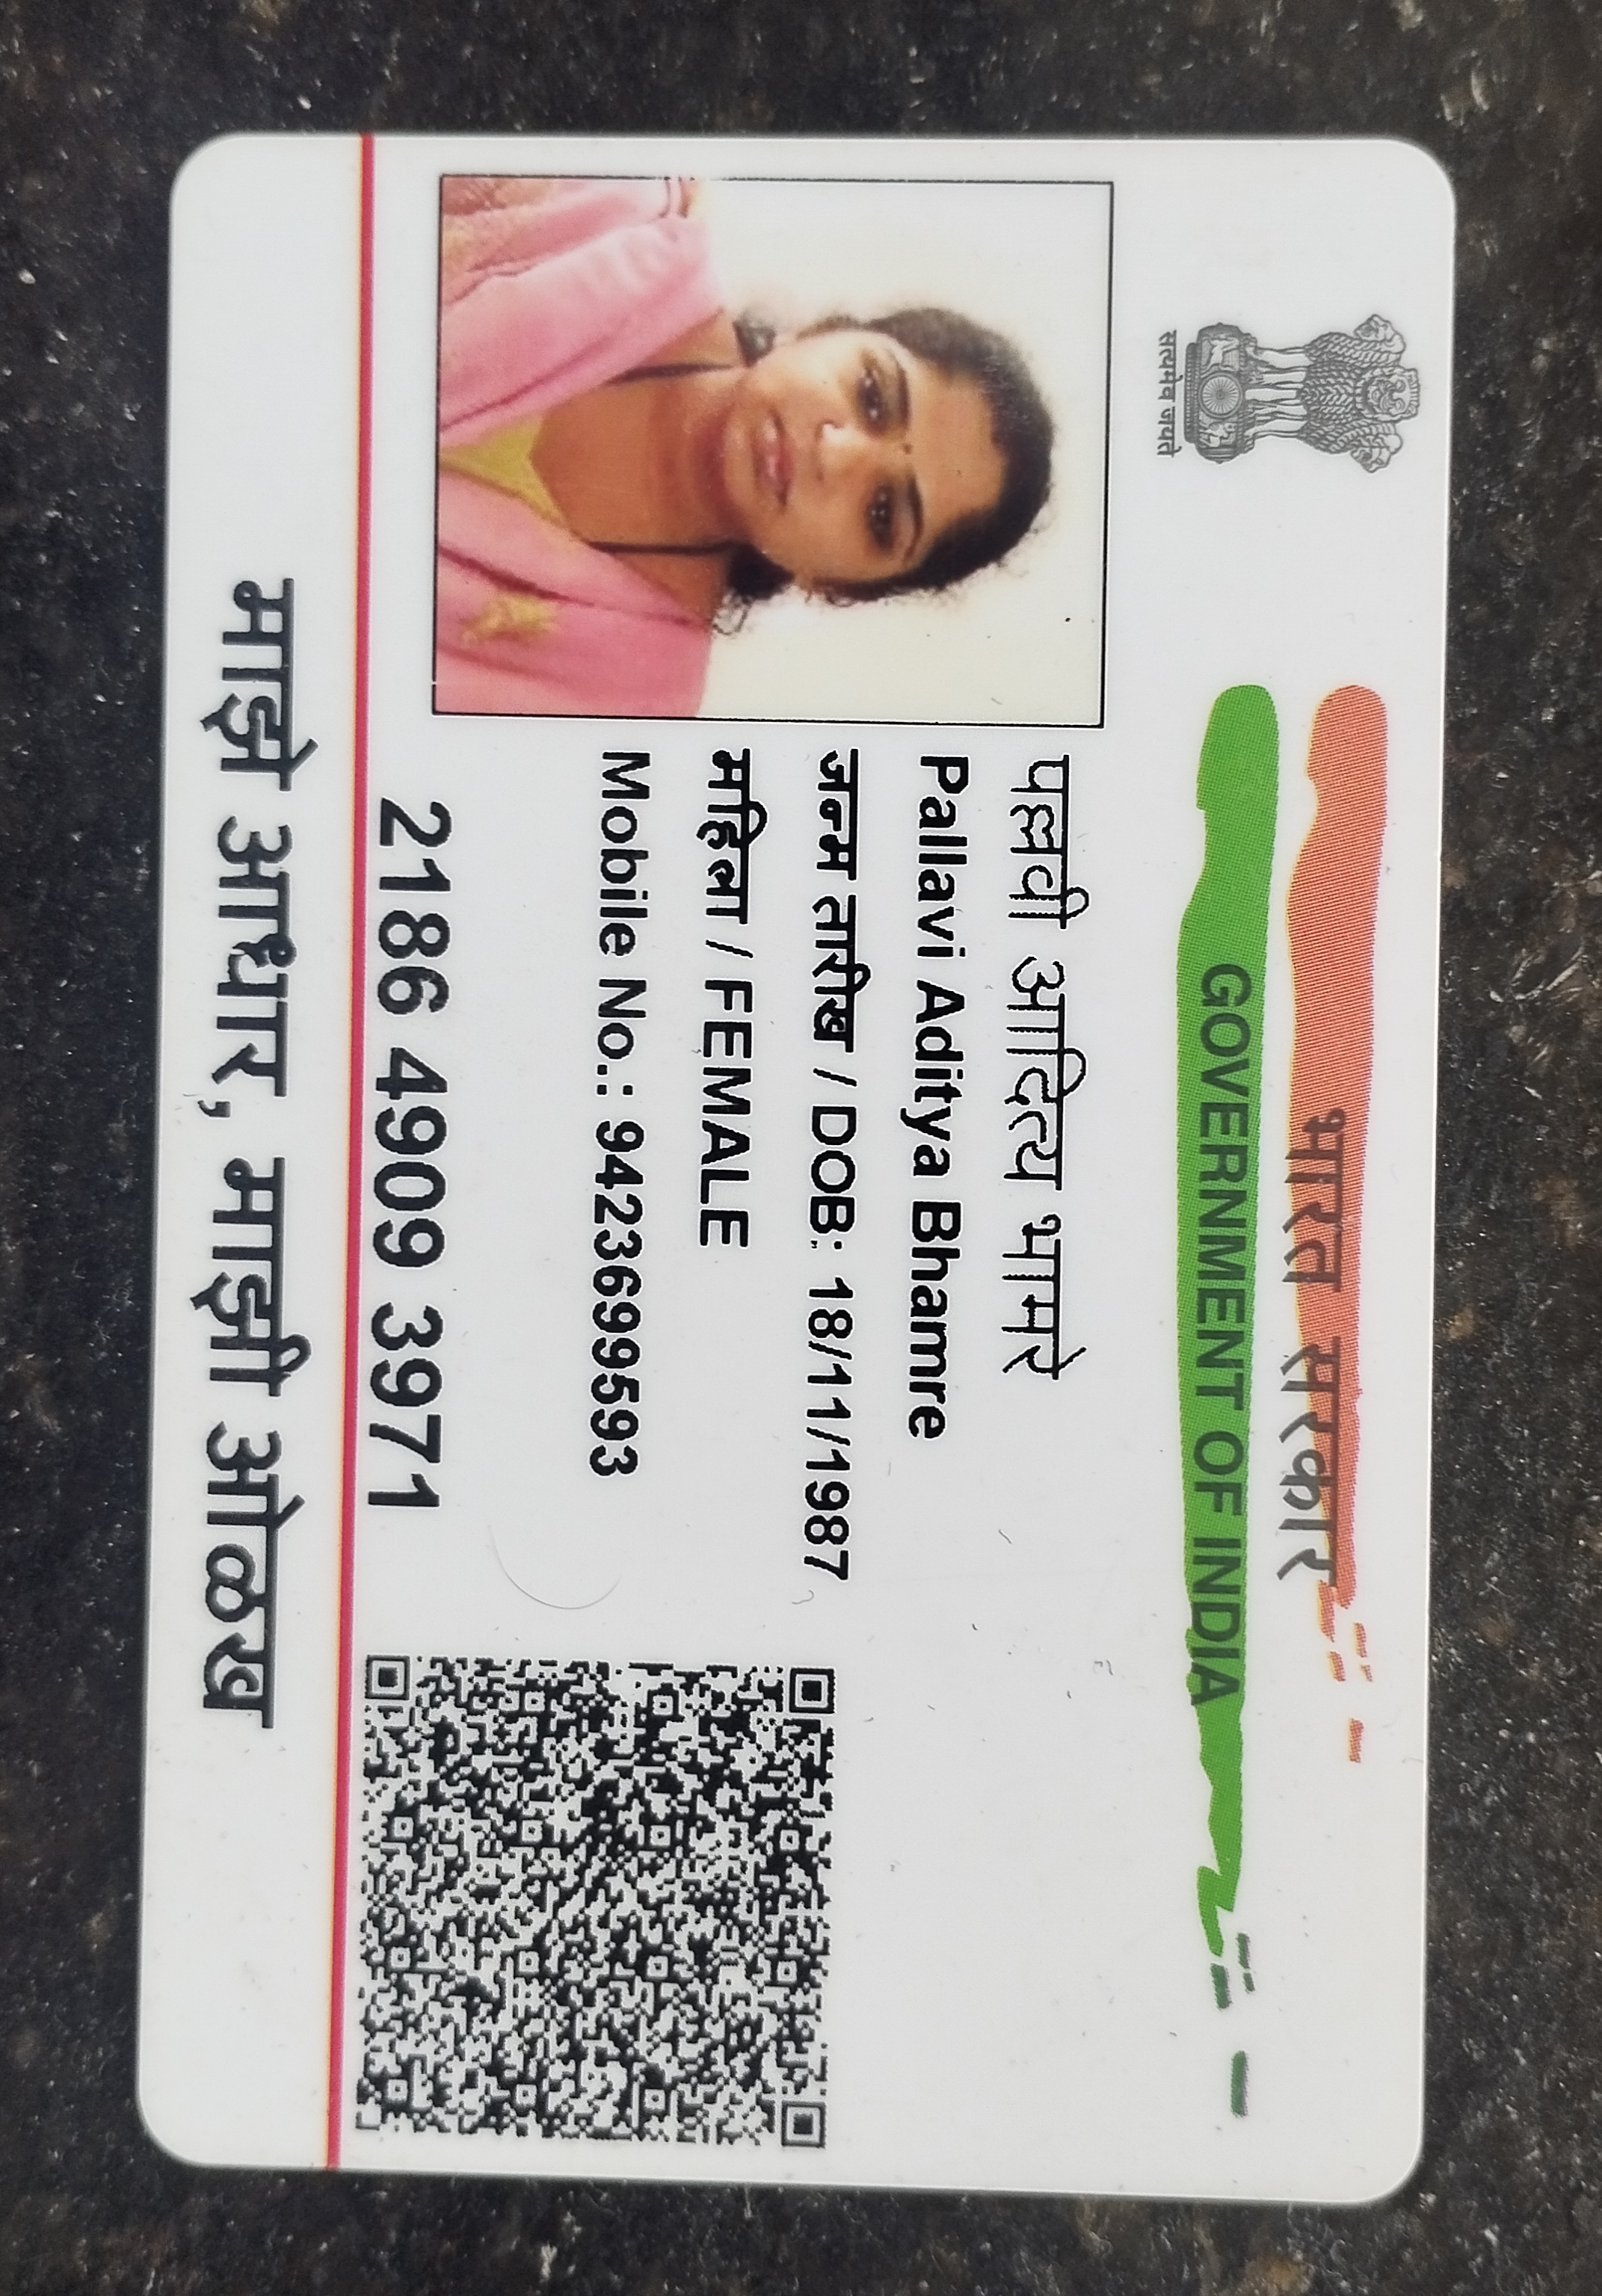 भारत सरकार
GOVERNMENT OF INDIA
सत्यमेव जयते
पल्लवी आदित्य भामरे
Pallavi Aditya Bhamre
जन्म तारीख / DOB: 18/11/1987
महिला / FEMALE
Mobile No.: 9423699593
2186 4909 3971
माझे आधार, माझी ओळख